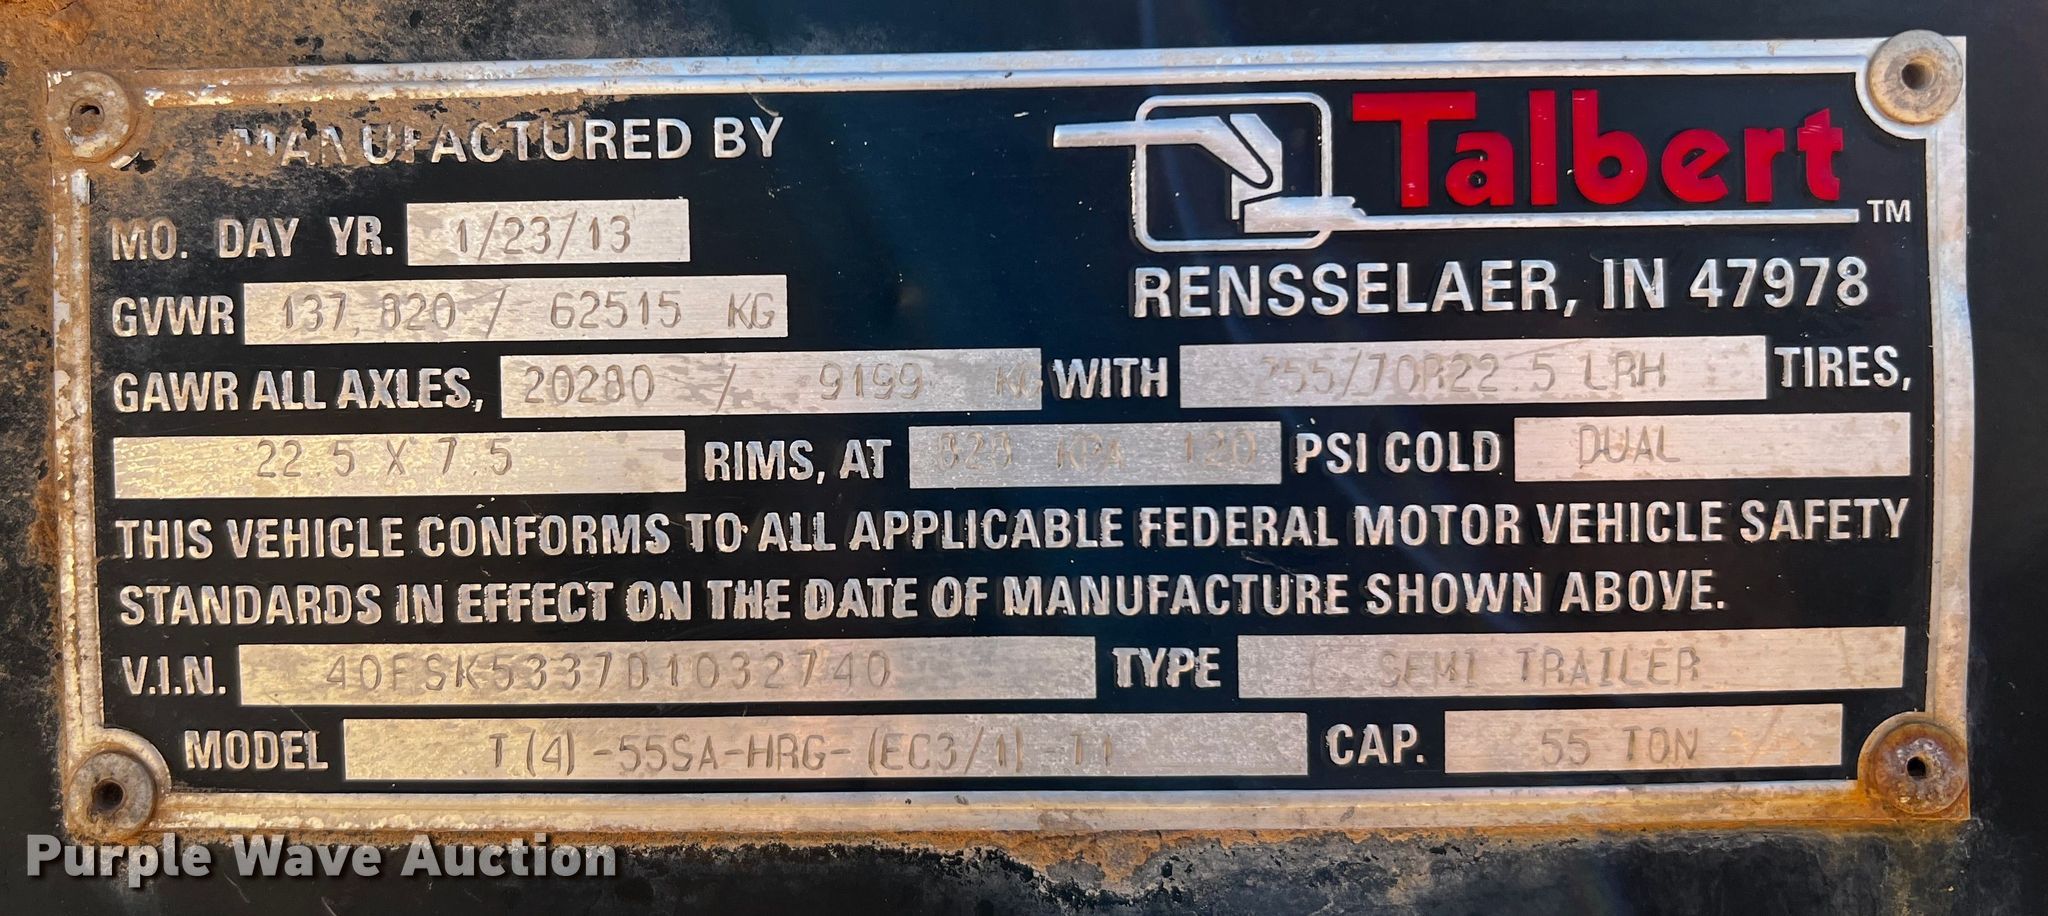 MANUFACTURED BY Talbert TM
MO. DAY YR. 1/23/13
RENSSELAER, IN 47978
GVWR 137,820 / 62515 KG
GAWR ALL AXLES, 20280 / 9199 KG WITH 255/70R22.5 LRH TIRES,
22.5 X 7.5 RIMS, AT 828 KPA 120 PSI COLD DUAL
THIS VEHICLE CONFORMS TO ALL APPLICABLE FEDERAL MOTOR VEHICLE SAFETY
STANDARDS IN EFFECT ON THE DATE OF MANUFACTURE SHOWN ABOVE.
V.I.N. 40FSK5337D1032740 TYPE SEMI TRAILER
MODEL T(4)-55SA-HRG-(EC3/1)-T1 CAP. 55 TON
Purple Wave Auction